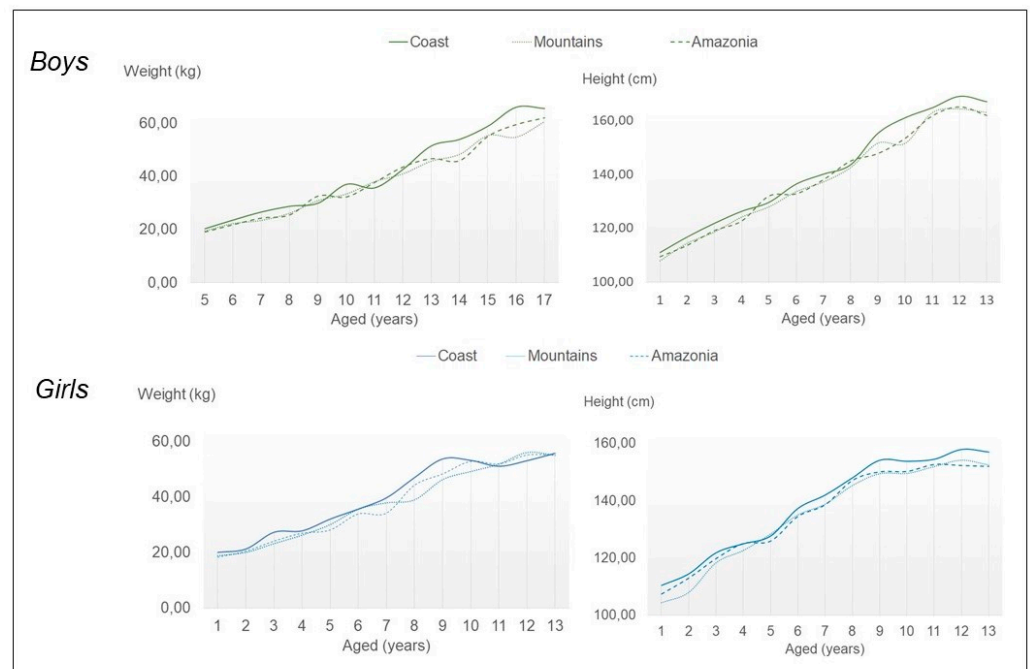 Coast Mountains Amazonia
Boys
Weight (kg)
60,00
40,00
20,00
0,00
5 6 7 8 9 10 11 12 13 14 15 16 17
Aged (years)
Height (cm)
160,00
140,00
120,00
100,00
1 2 3 4 5 6 7 8 9 10 11 12 13
Aged (years)
Coast Mountains Amazonia
Girls
Weight (kg)
60,00
40,00
20,00
0,00
1 2 3 4 5 6 7 8 9 10 11 12 13
Aged (years)
Height (cm)
160,00
140,00
120,00
100,00
1 2 3 4 5 6 7 8 9 10 11 12 13
Aged (years)